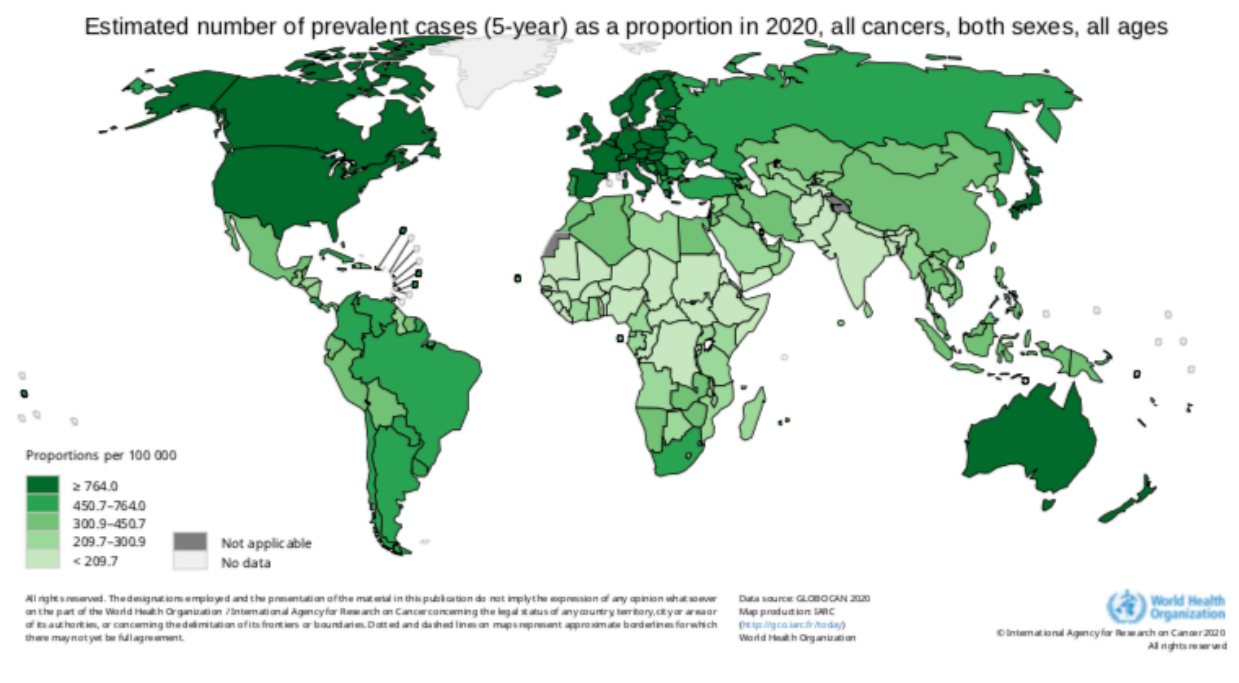 Estimated number of prevalent cases (5-year) as a proportion in 2020, all cancers, both sexes, all ages
Proportions per 100 000
≥ 764.0
450.7–764.0
300.9–450.7
209.7–300.9
< 209.7
Not applicable
No data
All rights reserved. The designations employed and the presentation of the material in this publication do not imply the expression of any opinion whatsoever
on the part of the World Health Organization / International Agency for Research on Cancer concerning the legal status of any country, territory, city or area or
of its authorities, or concerning the delimitation of its frontiers or boundaries. Dotted and dashed lines on maps represent approximate borderlines for which
there may not yet be full agreement.
Data source: GLOBOCAN 2020
Map production: IARC
(http://gco.iarc.fr/today)
World Health Organization
World Health
Organization
© International Agency for Research on Cancer 2020
All rights reserved